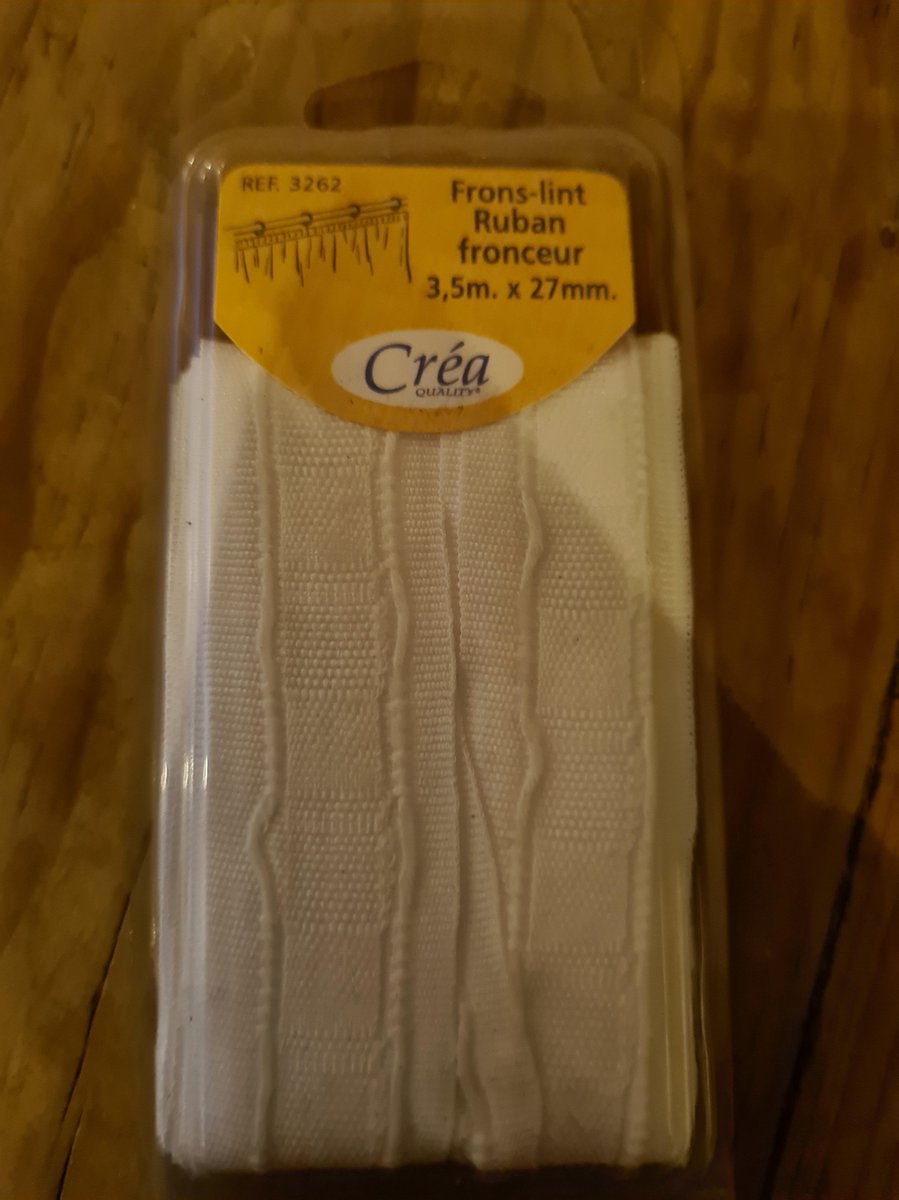 REF. 3262
Frons-lint
Ruban
fronceur
3,5m. x 27mm.
Créa
QUALITY®